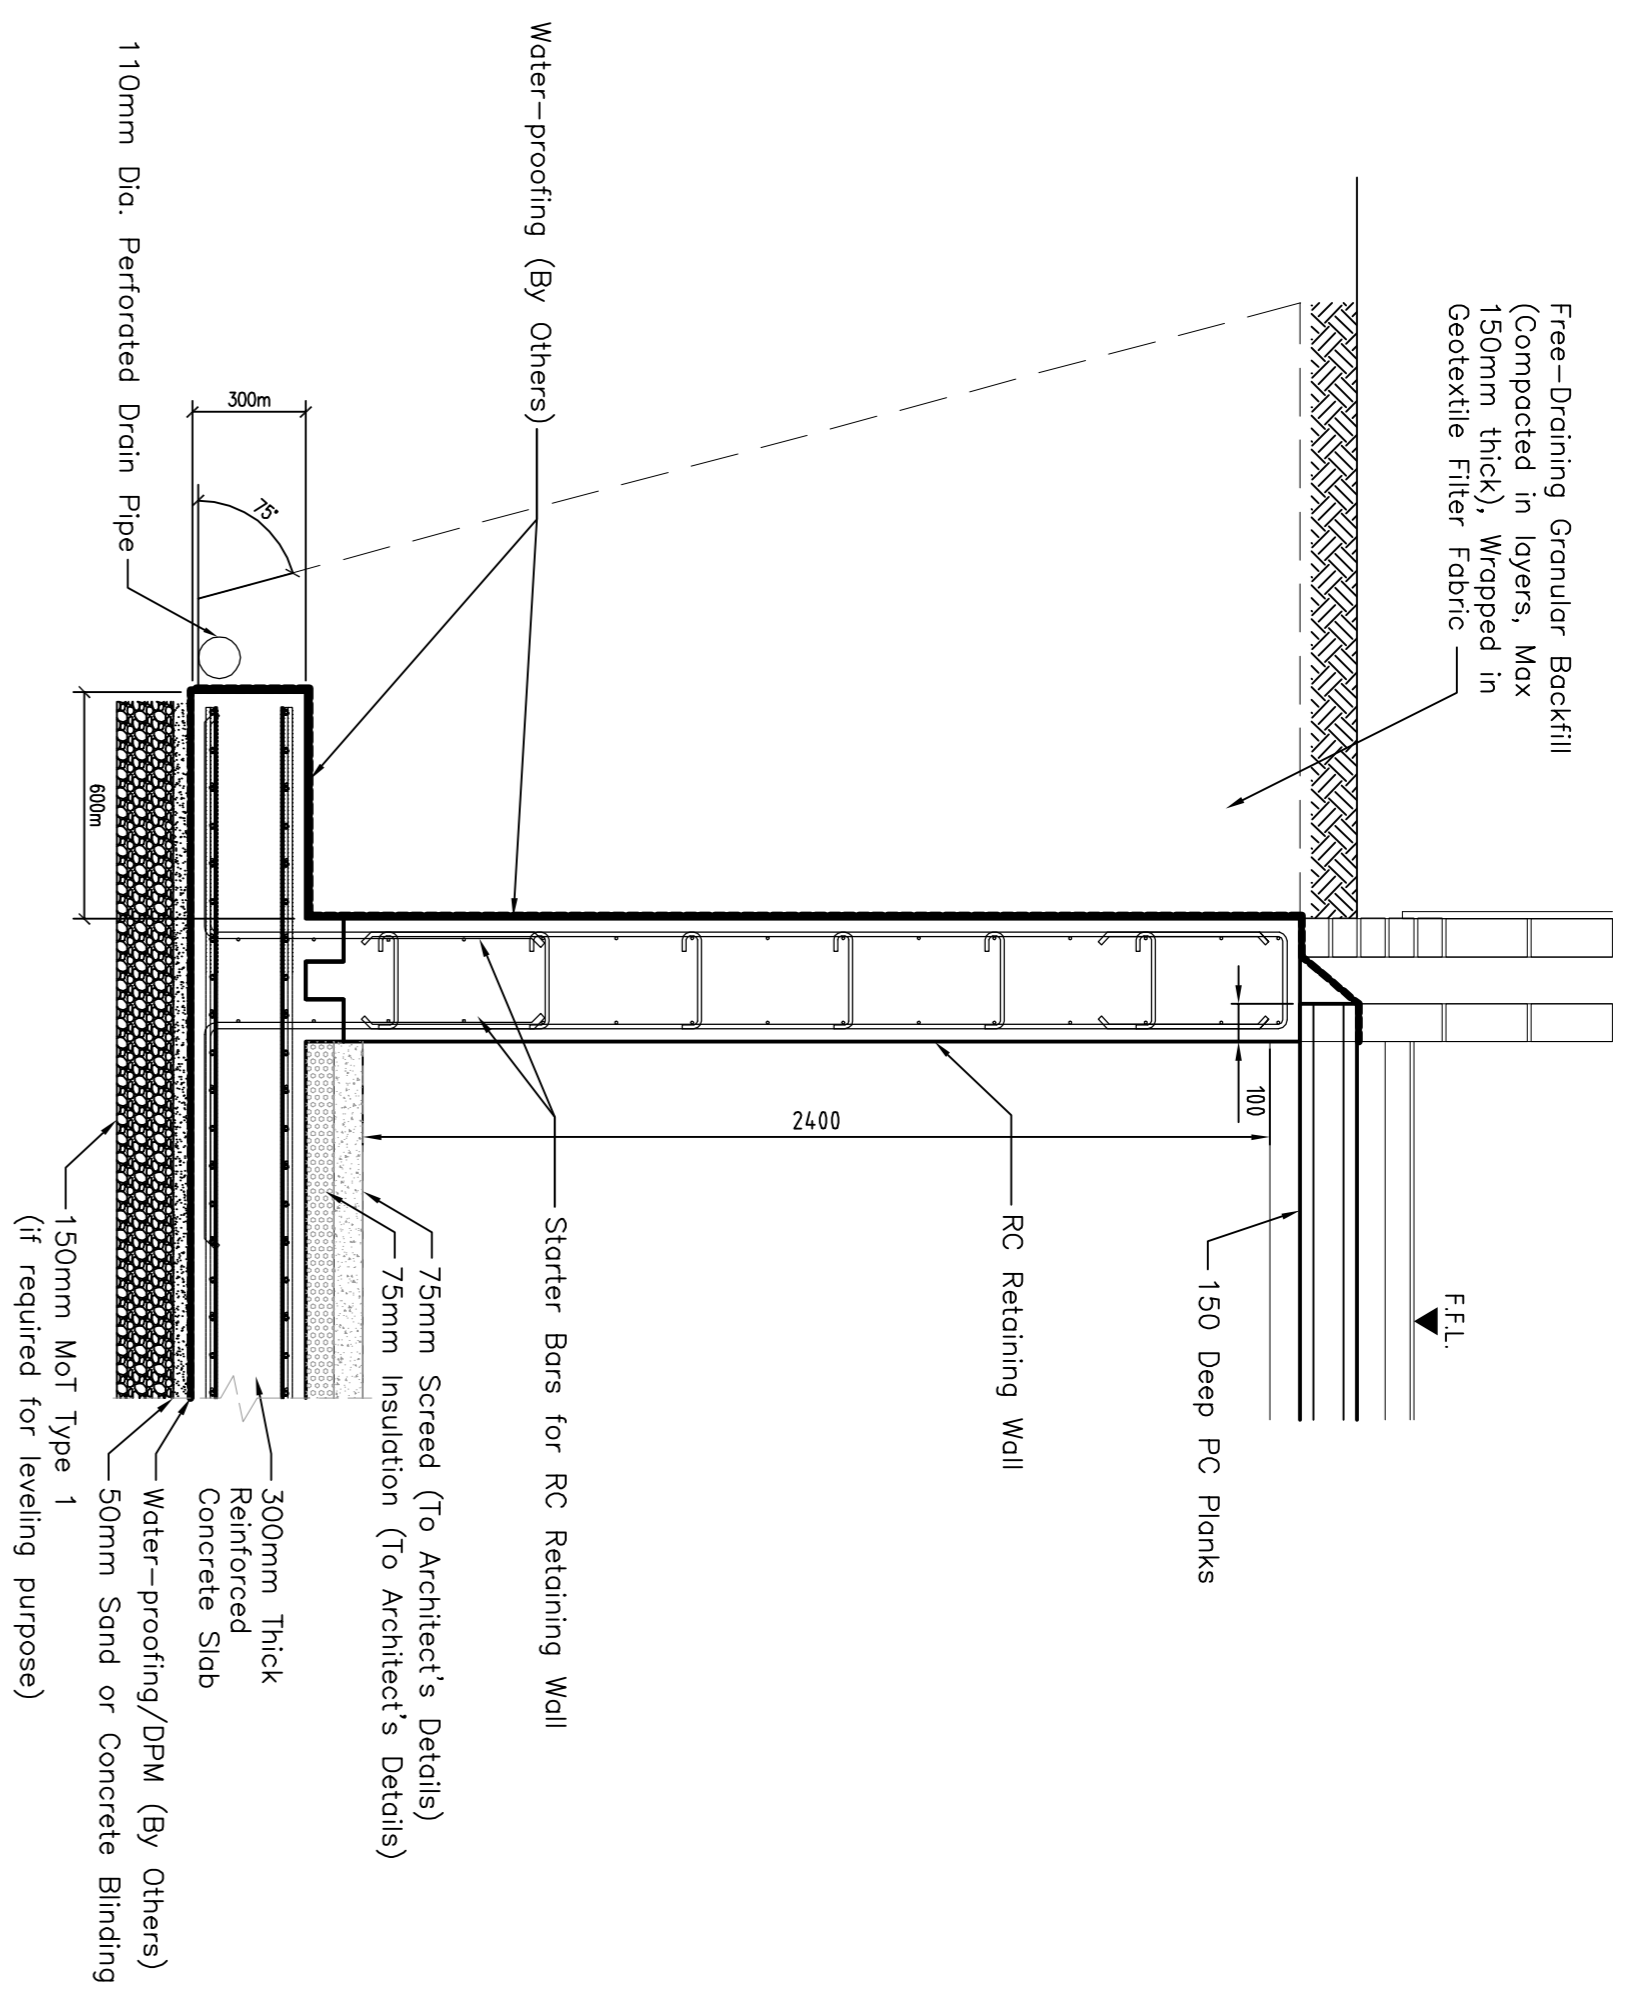 Free-Draining Granular Backfill
(Compacted in layers, Max
150mm thick), Wrapped in
Geotextile Filter Fabric
F.F.L.
150 Deep PC Planks
100
RC Retaining Wall
2400
Water-proofing (By Others)
Starter Bars for RC Retaining Wall
75mm Screed (To Architect's Details)
75mm Insulation (To Architect's Details)
300m
75°
110mm Dia. Perforated Drain Pipe
600m
300mm Thick
Reinforced
Concrete Slab
Water-proofing/DPM (By Others)
50mm Sand or Concrete Blinding
150mm MoT Type 1
(if required for leveling purpose)